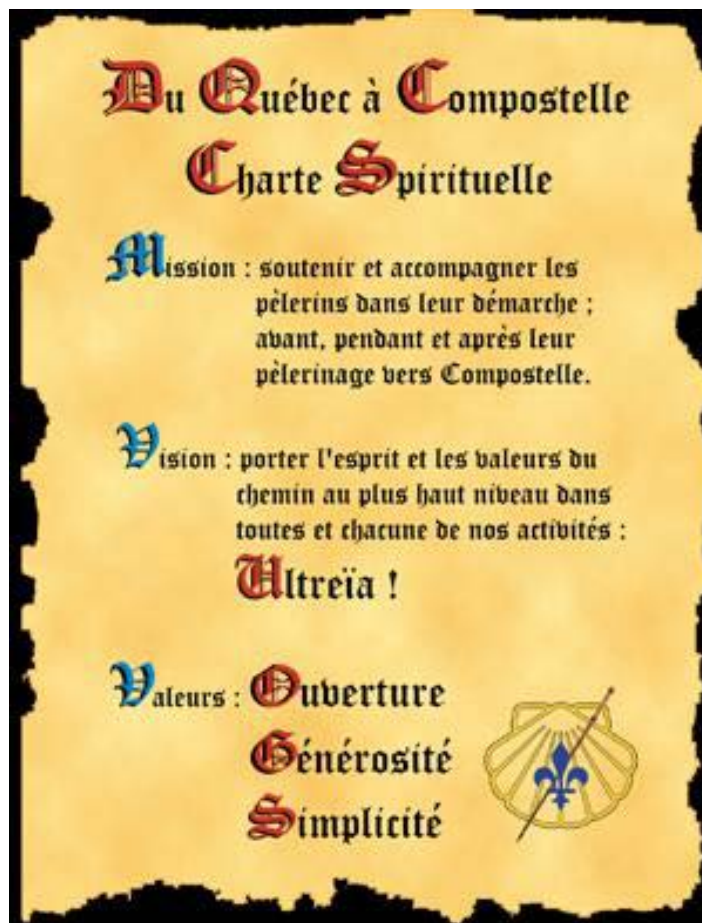 Du Québec à Compostelle
Charte Spirituelle
Mission : soutenir et accompagner les
pèlerins dans leur démarche ;
avant, pendant et après leur
pèlerinage vers Compostelle.
Vision : porter l'esprit et les valeurs du
chemin au plus haut niveau dans
toutes et chacune de nos activités :
Ultreïa !
Valeurs : Ouverture
Générosité
Simplicité